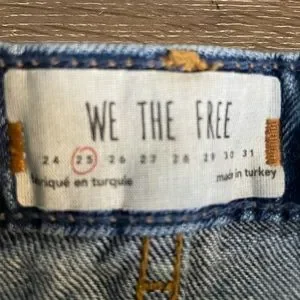 WE THE FREE
24 25 26 27 28 29 30 31
fabriqué en turquie made in turkey